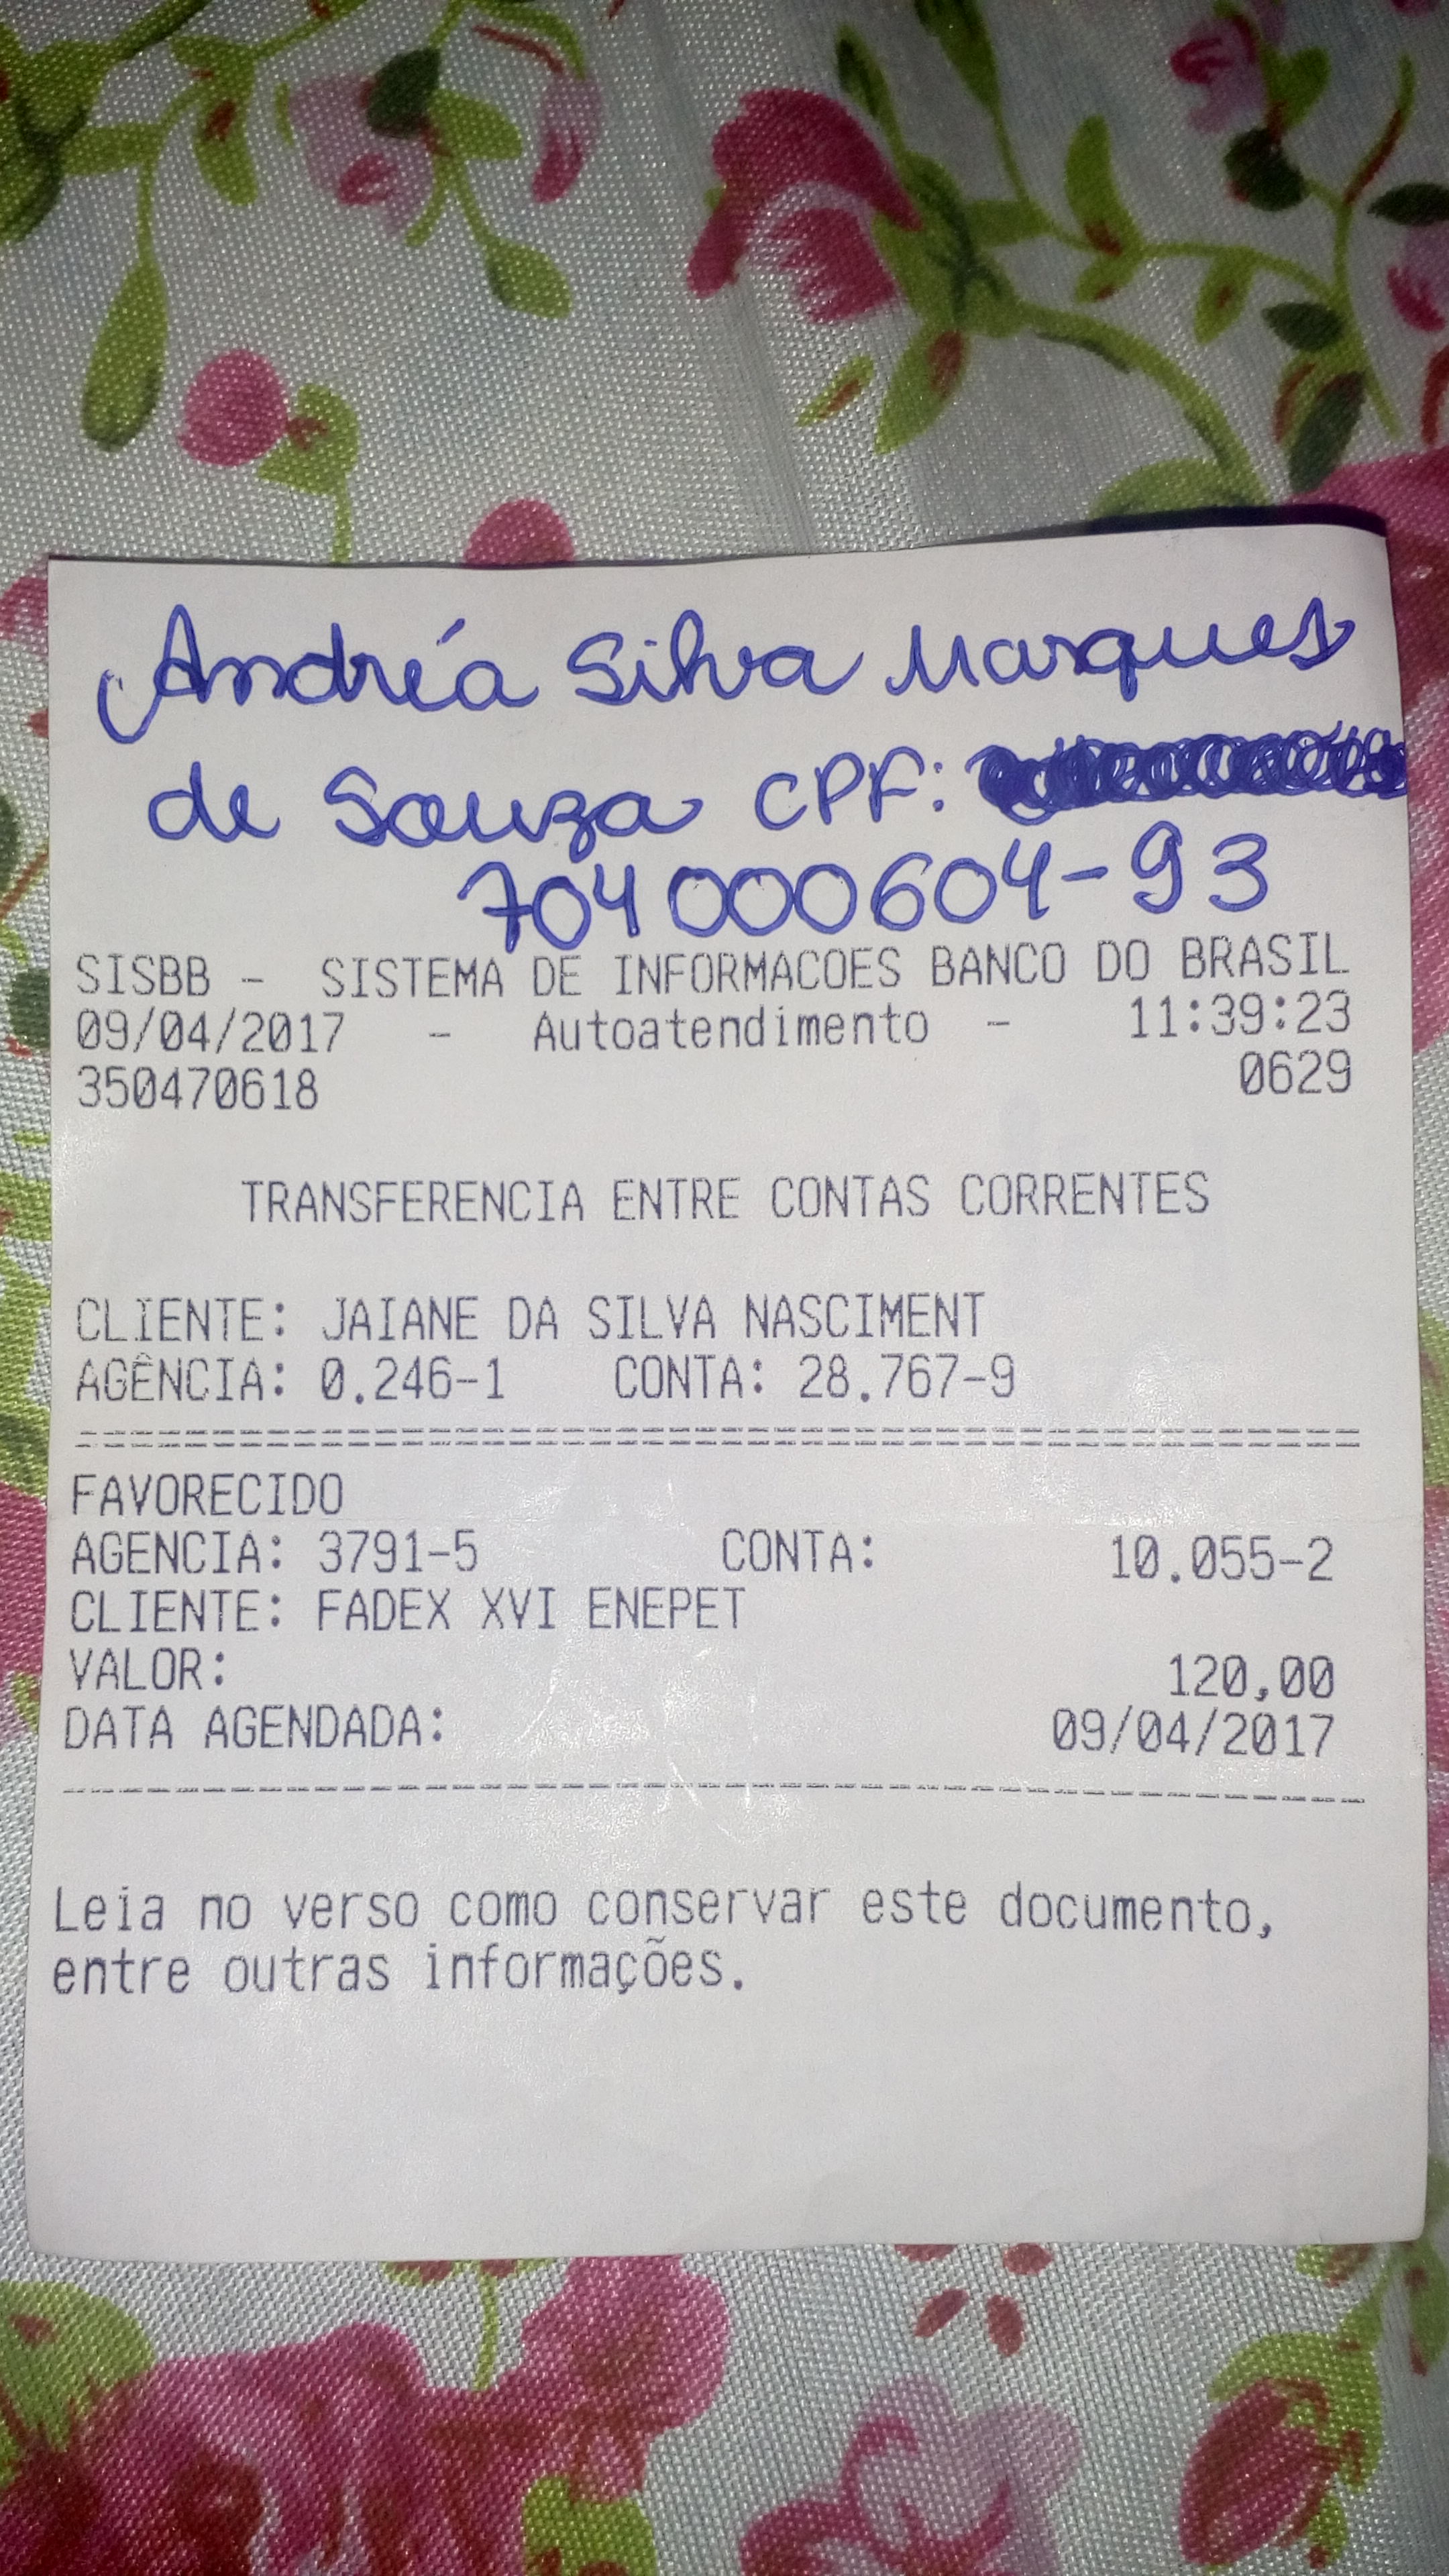 Andréa Silva Marques
de Souza CPF:
704000604-93
SISBB - SISTEMA DE INFORMACOES BANCO DO BRASIL
09/04/2017 - Autoatendimento - 11:39:23
350470618 0629
TRANSFERENCIA ENTRE CONTAS CORRENTES
CLIENTE: JAIANE DA SILVA NASCIMENT
AGÊNCIA: 0.246-1 CONTA: 28.767-9
================================================
FAVORECIDO
AGENCIA: 3791-5 CONTA: 10.055-2
CLIENTE: FADEX XVI ENEPET
VALOR: 120,00
DATA AGENDADA: 09/04/2017
------------------------------------------------
Leia no verso como conservar este documento,
entre outras informações.